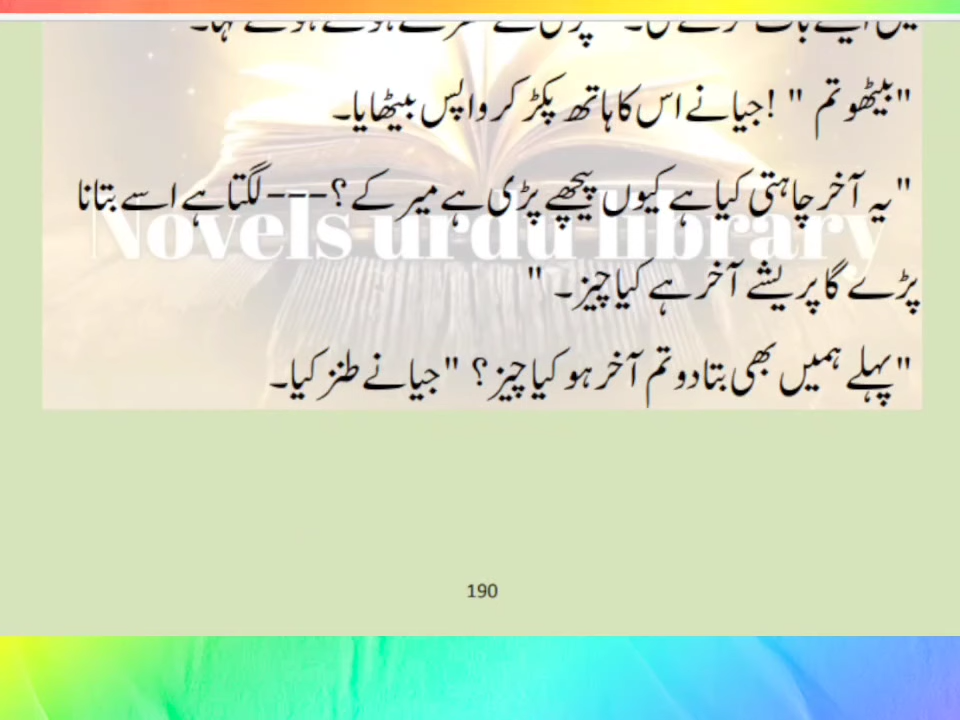 "بیٹھو تم " !جیا نے اس کا ہاتھ پکڑ کر واپس بیٹھایا۔
"یہ آخر چاہتی کیا ہے کیوں پیچھے پڑی ہے میر کے ؟---لگتا ہے اسے بتانا
پڑے گا پریشے آخر ہے کیا چیز ۔ "
"پہلے ہمیں بھی بتا دو تم آخر ہو کیا چیز ؟ "جیا نے طنز کیا۔
Novels urdu library
190